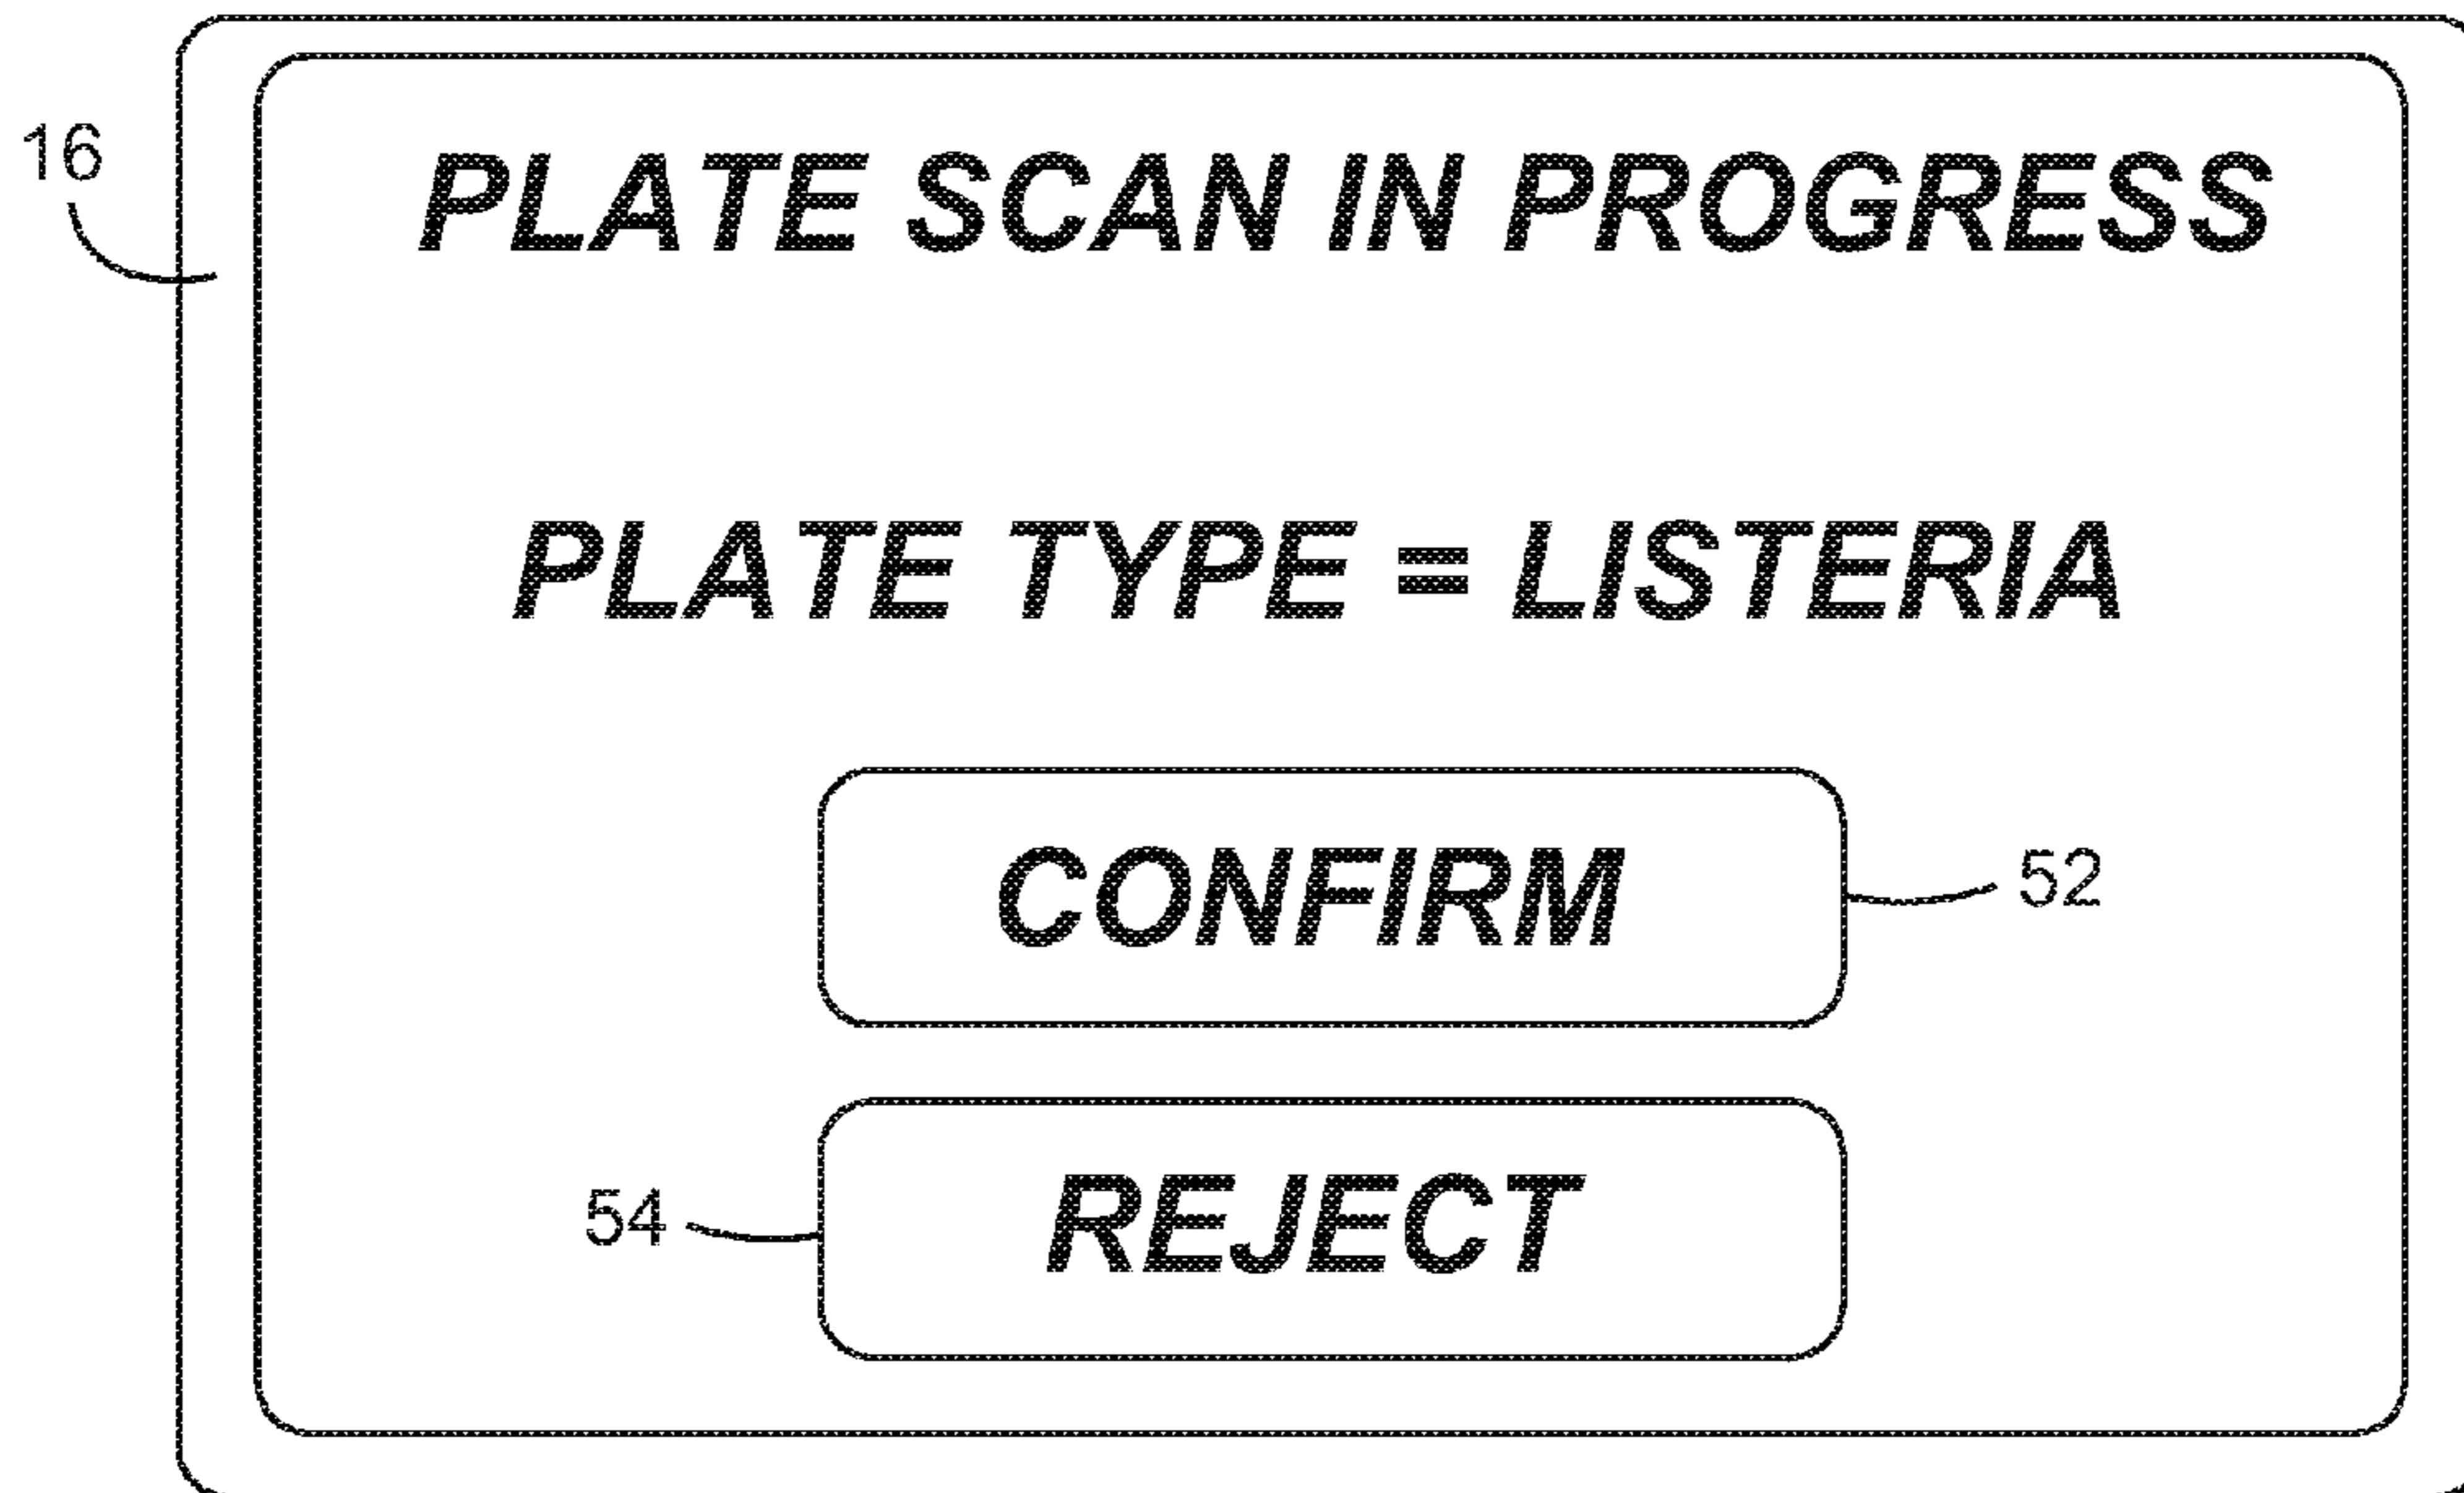 16
PLATE SCAN IN PROGRESS
PLATE TYPE = LISTERIA
CONFIRM
52
54
REJECT